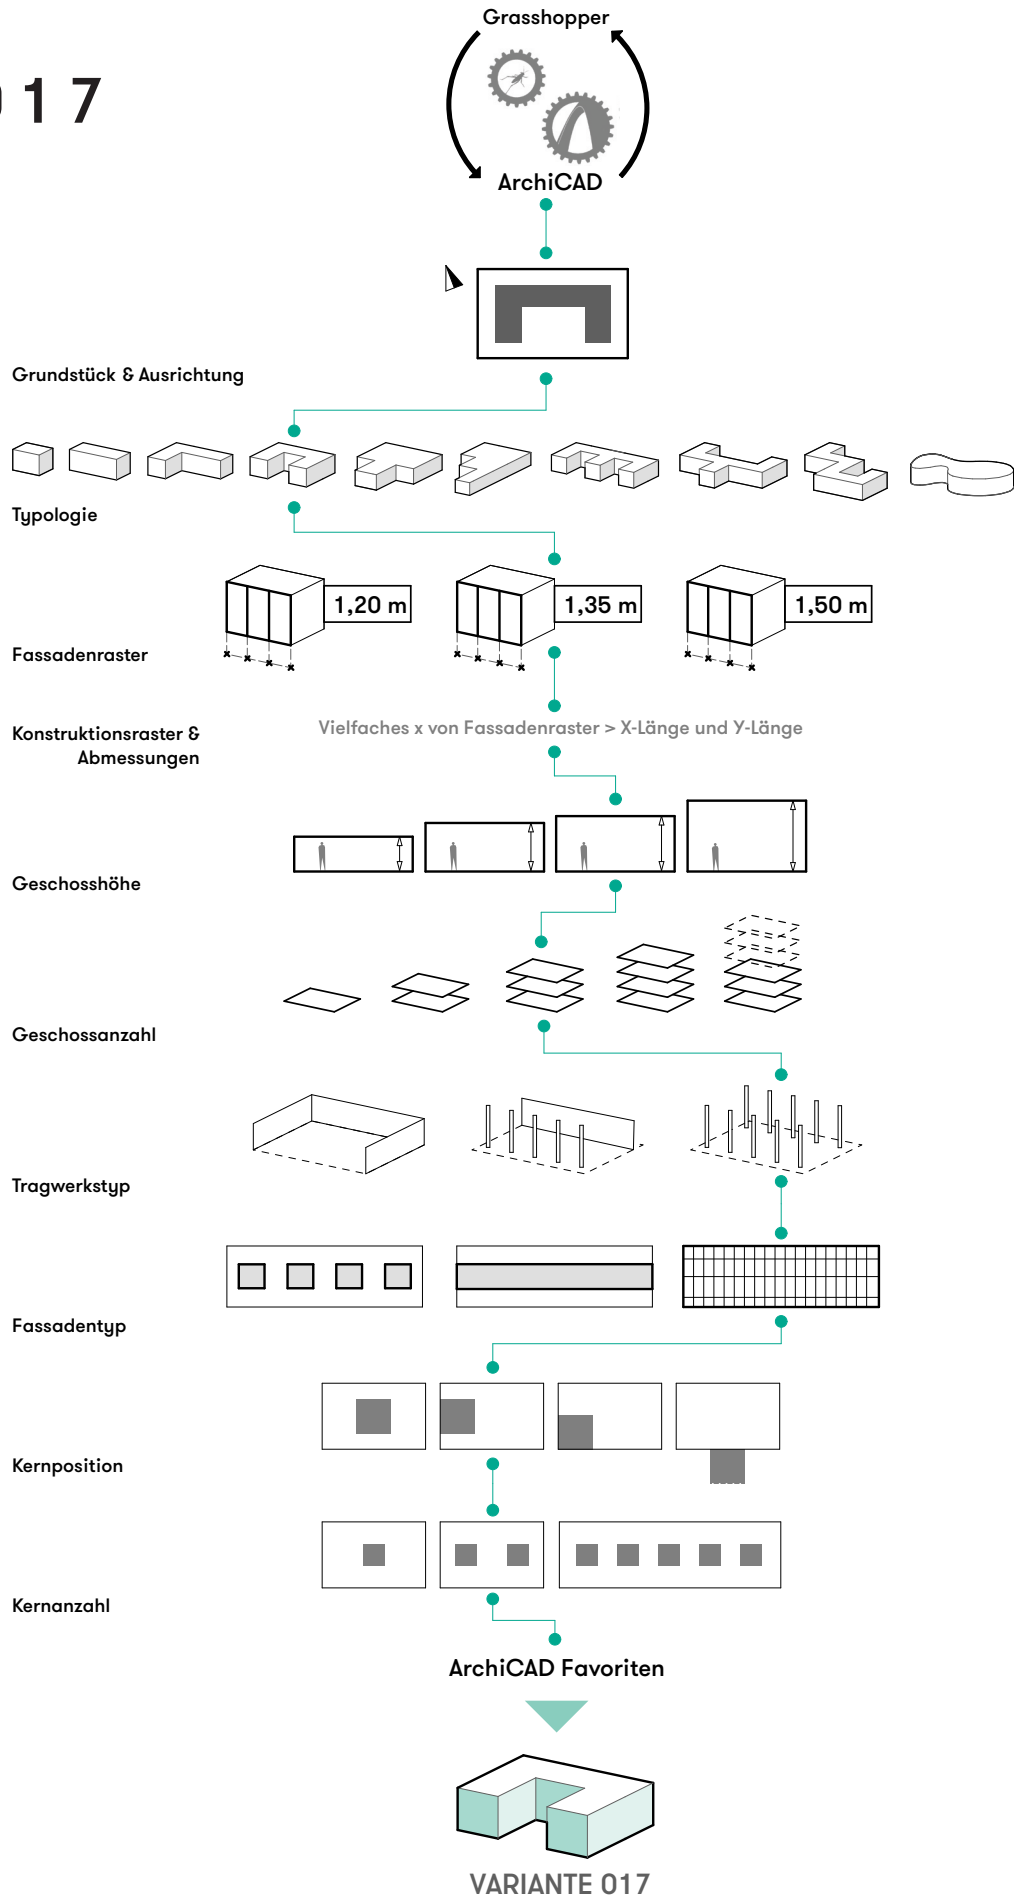 Grasshopper
017
ArchiCAD
Grundstück & Ausrichtung
Typologie
1,20 m
1,35 m
1,50 m
Fassadenraster
Konstruktionsraster &
Abmessungen
Vielfaches x von Fassadenraster > X-Länge und Y-Länge
Geschosshöhe
Geschossanzahl
Tragwerkstyp
Fassadentyp
Kernposition
Kernanzahl
ArchiCAD Favoriten
VARIANTE 017